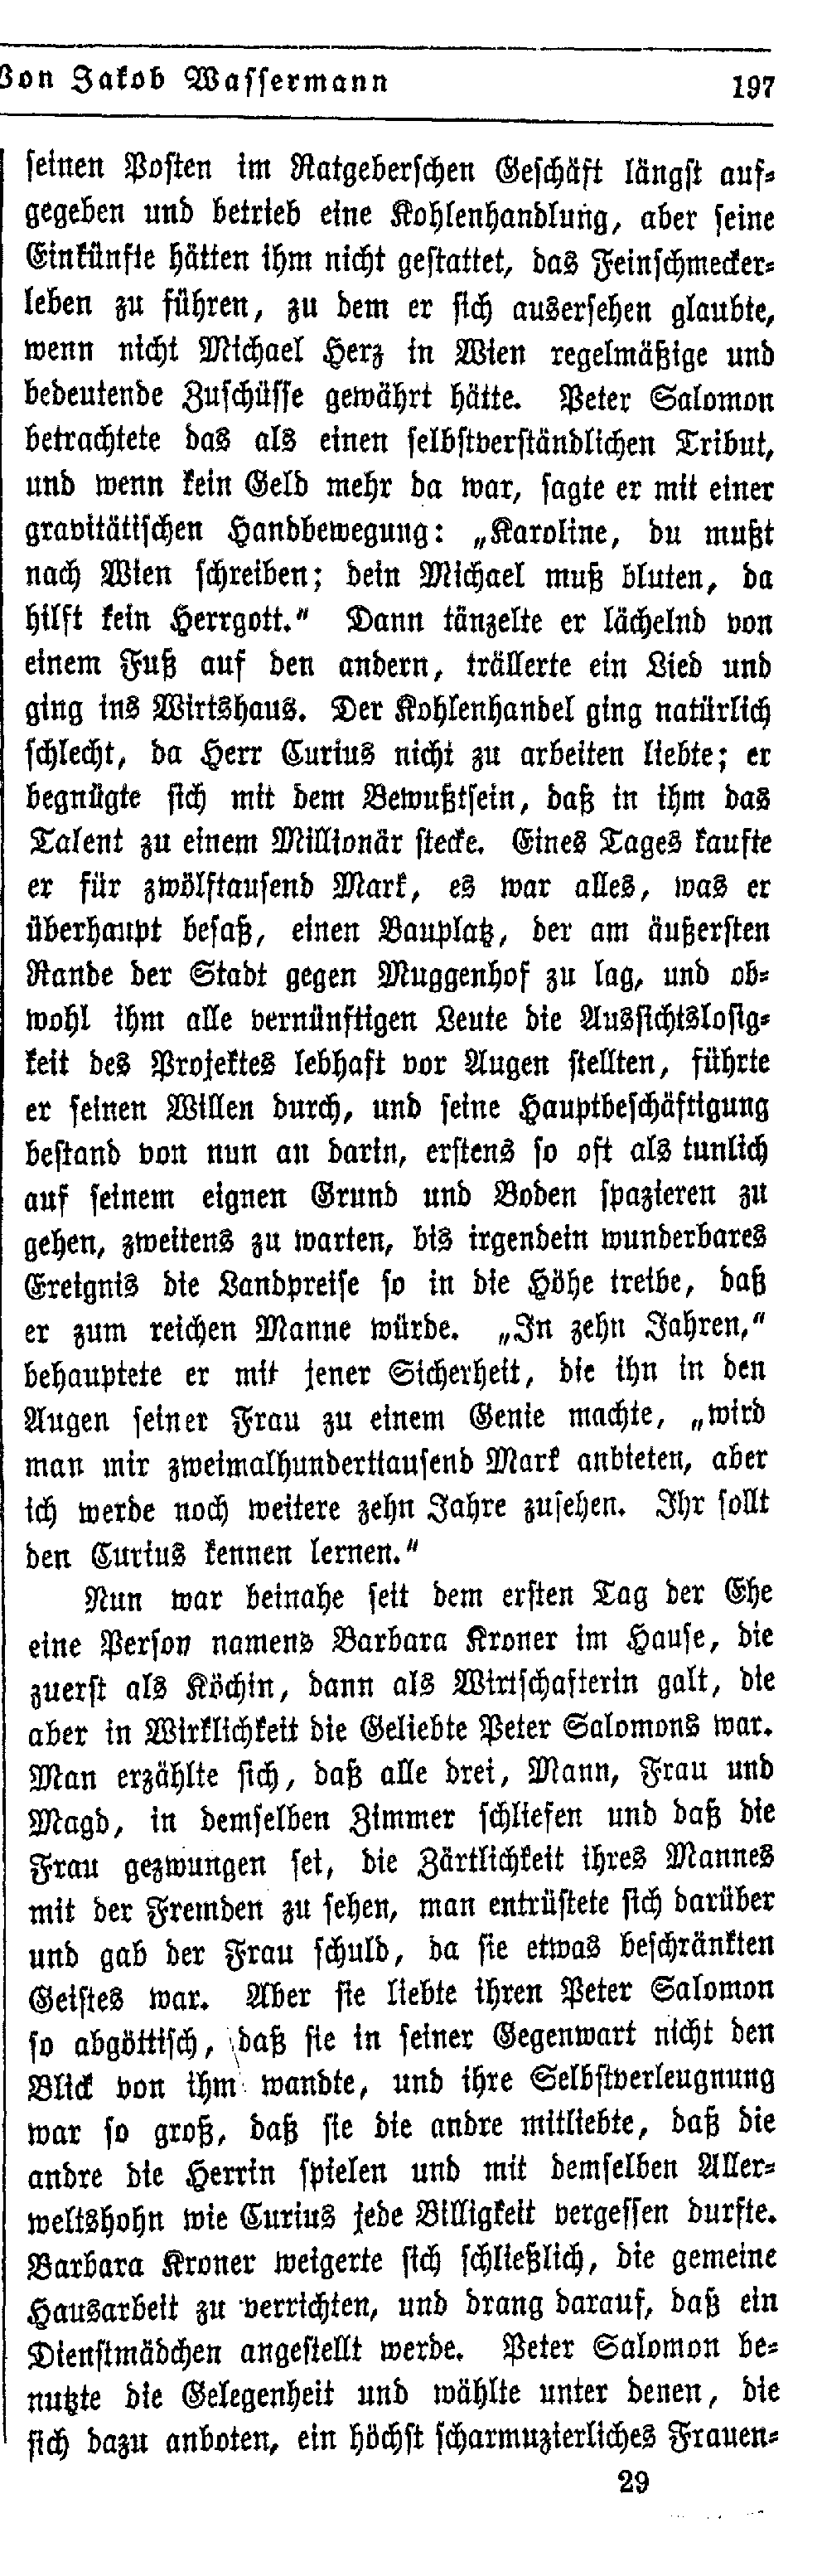 Von Jakob Wassermann 197
seinen Posten im Ratgeberschen Geschäft längst auf-
gegeben und betrieb eine Kohlenhandlung, aber seine
Einkünfte hätten ihm nicht gestattet, das Feinschmecker-
leben zu führen, zu dem er sich ausersehen glaubte,
wenn nicht Michael Herz in Wien regelmäßige und
bedeutende Zuschüsse gewährt hätte. Peter Salomon
betrachtete das als einen selbstverständlichen Tribut,
und wenn kein Geld mehr da war, sagte er mit einer
gravitätischen Handbewegung: „Karoline, du mußt
nach Wien schreiben; dein Michael muß bluten, da
hilft kein Herrgott.“ Dann tänzelte er lächelnd von
einem Fuß auf den andern, trällerte ein Lied und
ging ins Wirtshaus. Der Kohlenhandel ging natürlich
schlecht, da Herr Curius nicht zu arbeiten liebte; er
begnügte sich mit dem Bewußtsein, daß in ihm das
Talent zu einem Millionär stecke. Eines Tages kaufte
er für zwölftausend Mark, es war alles, was er
überhaupt besaß, einen Bauplatz, der am äußersten
Rande der Stadt gegen Muggenhof zu lag, und ob-
wohl ihm alle vernünftigen Leute die Aussichtslosig-
keit des Projektes lebhaft vor Augen stellten, führte
er seinen Willen durch, und seine Hauptbeschäftigung
bestand von nun an darin, erstens so oft als tunlich
auf seinem eignen Grund und Boden spazieren zu
gehen, zweitens zu warten, bis irgendein wunderbares
Ereignis die Landpreise so in die Höhe treibe, daß
er zum reichen Manne würde. „In zehn Jahren,“
behauptete er mit jener Sicherheit, die ihn in den
Augen seiner Frau zu einem Genie machte, „wird
man mir zweimalhunderttausend Mark anbieten, aber
ich werde noch weitere zehn Jahre zusehen. Ihr sollt
den Curius kennen lernen.“
Nun war beinahe seit dem ersten Tag der Ehe
eine Person namens Barbara Kroner im Hause, die
zuerst als Köchin, dann als Wirtschafterin galt, die
aber in Wirklichkeit die Geliebte Peter Salomons war.
Man erzählte sich, daß alle drei, Mann, Frau und
Magd, in demselben Zimmer schliefen und daß die
Frau gezwungen sei, die Zärtlichkeit ihres Mannes
mit der Fremden zu sehen, man entrüstete sich darüber
und gab der Frau schuld, da sie etwas beschränkten
Geistes war. Aber sie liebte ihren Peter Salomon
so abgöttisch, daß sie in seiner Gegenwart nicht den
Blick von ihm wandte, und ihre Selbstverleugnung
war so groß, daß sie die andre mitliebte, daß die
andre die Herrin spielen und mit demselben Aller-
weltshohn wie Curius jede Billigkeit vergessen durfte.
Barbara Kroner weigerte sich schließlich, die gemeine
Hausarbeit zu verrichten, und drang darauf, daß ein
Dienstmädchen angestellt werde. Peter Salomon be-
nutzte die Gelegenheit und wählte unter denen, die
sich dazu anboten, ein höchst scharmuzierliches Frauen-
29